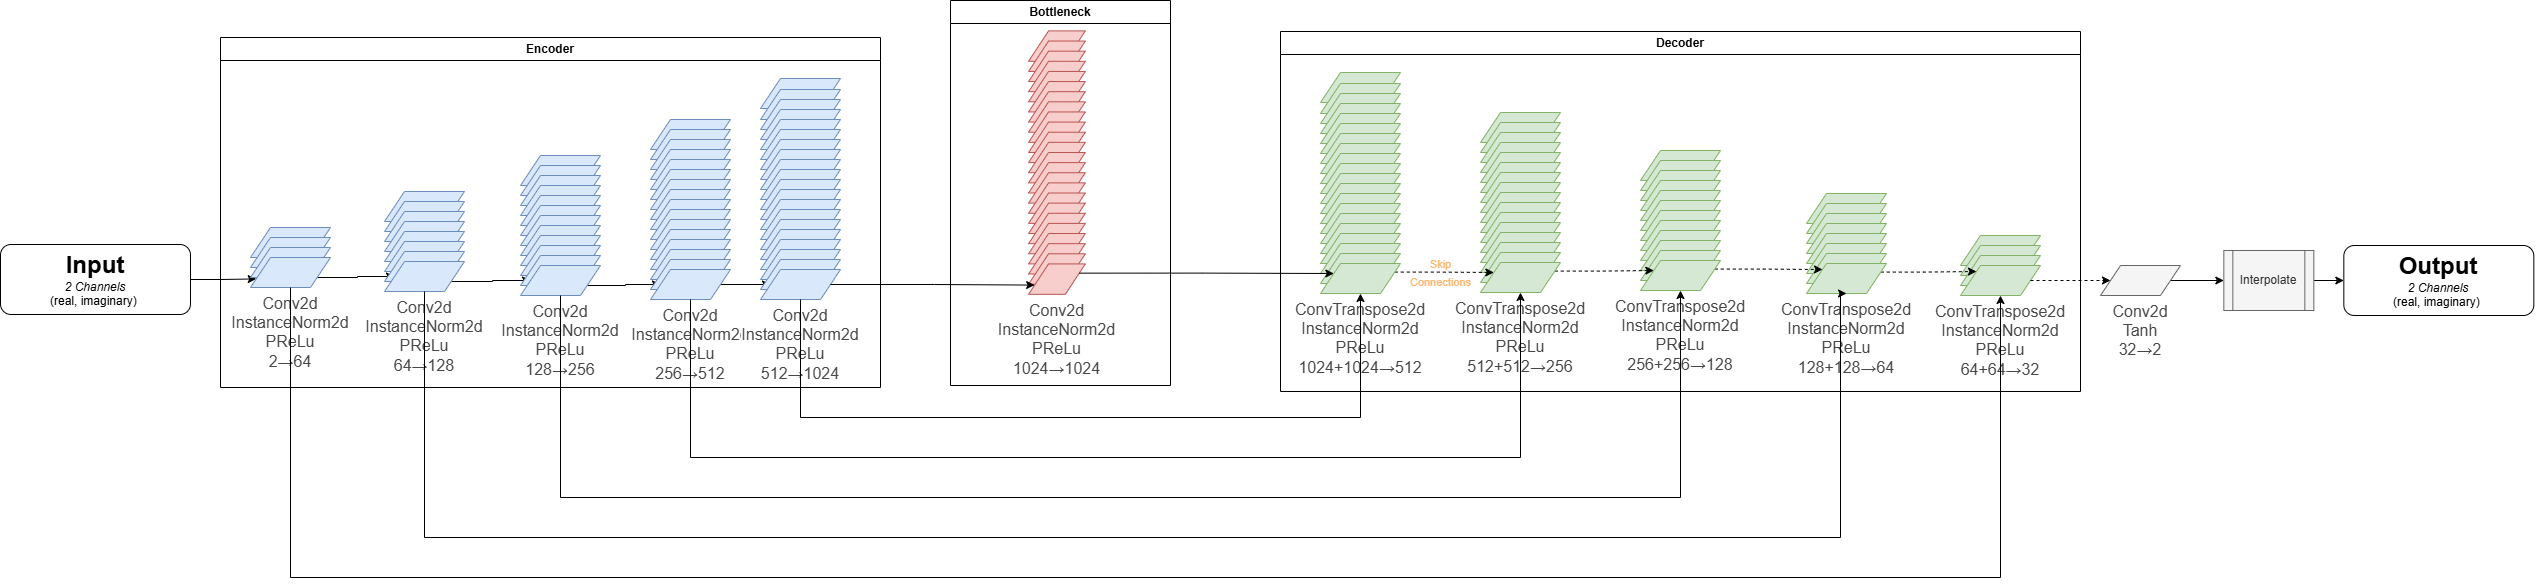 Bottleneck
Encoder
Decoder
Input
2 Channels
(real, imaginary)
Conv2d
InstanceNorm2d
PReLu
2→64
Conv2d
InstanceNorm2d
PReLu
64→128
Conv2d
InstanceNorm2d
PReLu
128→256
Conv2d
InstanceNorm2d
PReLu
256→512
Conv2d
InstanceNorm2d
PReLu
512→1024
Conv2d
InstanceNorm2d
PReLu
1024→1024
ConvTranspose2d
InstanceNorm2d
PReLu
1024+1024→512
Skip
Connections
ConvTranspose2d
InstanceNorm2d
PReLu
512+512→256
ConvTranspose2d
InstanceNorm2d
PReLu
256+256→128
ConvTranspose2d
InstanceNorm2d
PReLu
128+128→64
ConvTranspose2d
InstanceNorm2d
PReLu
64+64→32
Conv2d
Tanh
32→2
Interpolate
Output
2 Channels
(real, imaginary)